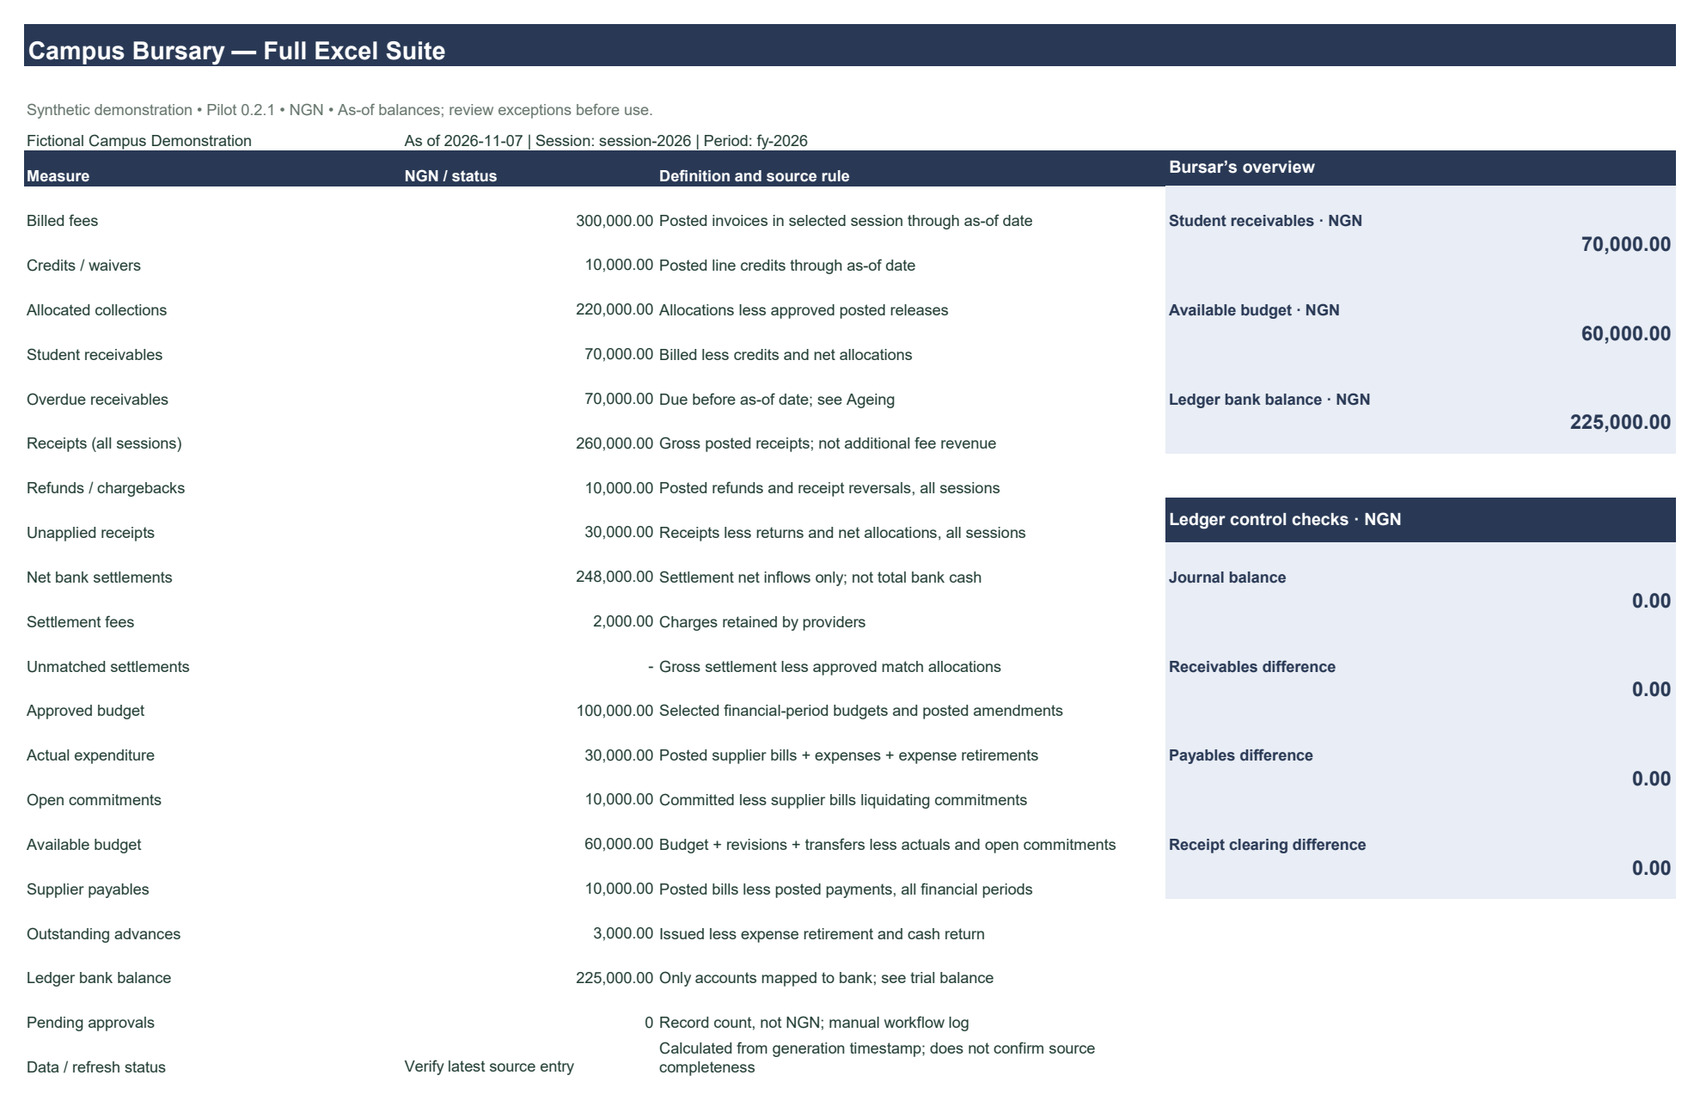 Campus Bursary — Full Excel Suite
Synthetic demonstration • Pilot 0.2.1 • NGN • As-of balances; review exceptions before use.
Fictional Campus Demonstration As of 2026-11-07 | Session: session-2026 | Period: fy-2026
Measure NGN / status Definition and source rule
Billed fees 300,000.00 Posted invoices in selected session through as-of date
Credits / waivers 10,000.00 Posted line credits through as-of date
Allocated collections 220,000.00 Allocations less approved posted releases
Student receivables 70,000.00 Billed less credits and net allocations
Overdue receivables 70,000.00 Due before as-of date; see Ageing
Receipts (all sessions) 260,000.00 Gross posted receipts; not additional fee revenue
Refunds / chargebacks 10,000.00 Posted refunds and receipt reversals, all sessions
Unapplied receipts 30,000.00 Receipts less returns and net allocations, all sessions
Net bank settlements 248,000.00 Settlement net inflows only; not total bank cash
Settlement fees 2,000.00 Charges retained by providers
Unmatched settlements - Gross settlement less approved match allocations
Approved budget 100,000.00 Selected financial-period budgets and posted amendments
Actual expenditure 30,000.00 Posted supplier bills + expenses + expense retirements
Open commitments 10,000.00 Committed less supplier bills liquidating commitments
Available budget 60,000.00 Budget + revisions + transfers less actuals and open commitments
Supplier payables 10,000.00 Posted bills less posted payments, all financial periods
Outstanding advances 3,000.00 Issued less expense retirement and cash return
Ledger bank balance 225,000.00 Only accounts mapped to bank; see trial balance
Pending approvals 0 Record count, not NGN; manual workflow log
Data / refresh status Verify latest source entry Calculated from generation timestamp; does not confirm source
completeness
Bursar’s overview
Student receivables · NGN
70,000.00
Available budget · NGN
60,000.00
Ledger bank balance · NGN
225,000.00
Ledger control checks · NGN
Journal balance
0.00
Receivables difference
0.00
Payables difference
0.00
Receipt clearing difference
0.00